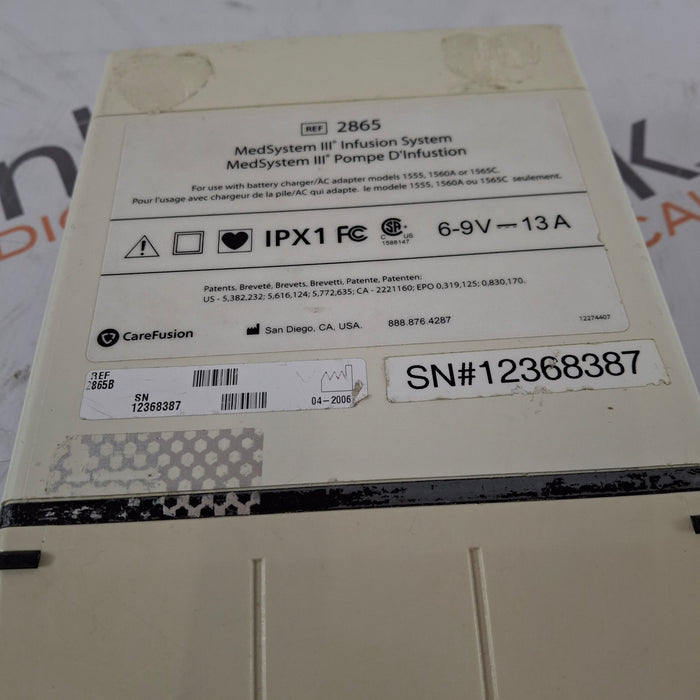 REF 2865
MedSystem III® Infusion System
MedSystem III® Pompe D'Infustion
For use with battery charger/AC adapter models 1555, 1560A or 1565C.
Pour l'usage avec chargeur de la pile/AC qui adapte. le modele 1555, 1560A ou 1565C seulement.
IPX1 FC CSA C US 1588147 6-9V 13 A
Patents, Breveté, Brevets, Brevetti, Patente, Patenten:
US - 5,382,232; 5,616,124; 5,772,635; CA - 2221160; EPO 0,319,125; 0,830,170.
CareFusion San Diego, CA, USA. 888.876.4287 12274407
REF
2865B
SN
12368387
04-2006
SN#12368387